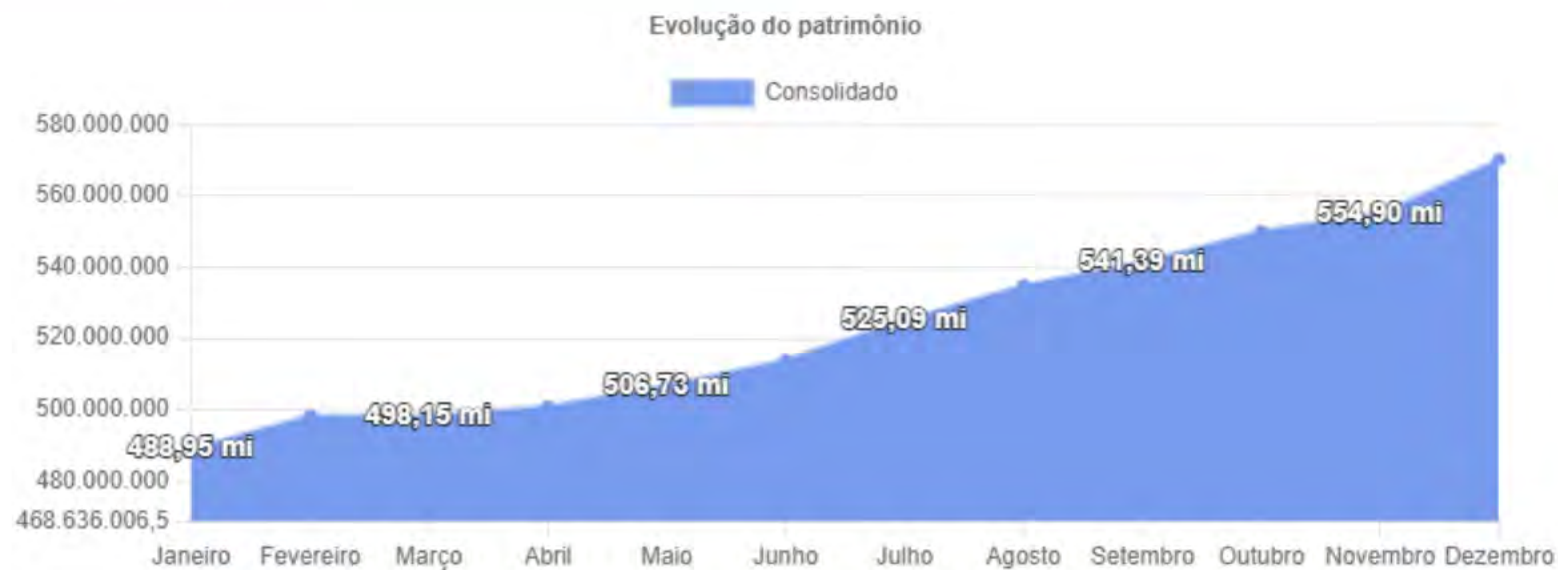 Evolução do patrimônio
Consolidado
580.000.000
560.000.000
540.000.000
520.000.000
500.000.000
480.000.000
468.636.006,5
488,95 mi
498,15 mi
506,73 mi
525,09 mi
541,39 mi
554,90 mi
Janeiro Fevereiro Março Abril Maio Junho Julho Agosto Setembro Outubro Novembro Dezembro